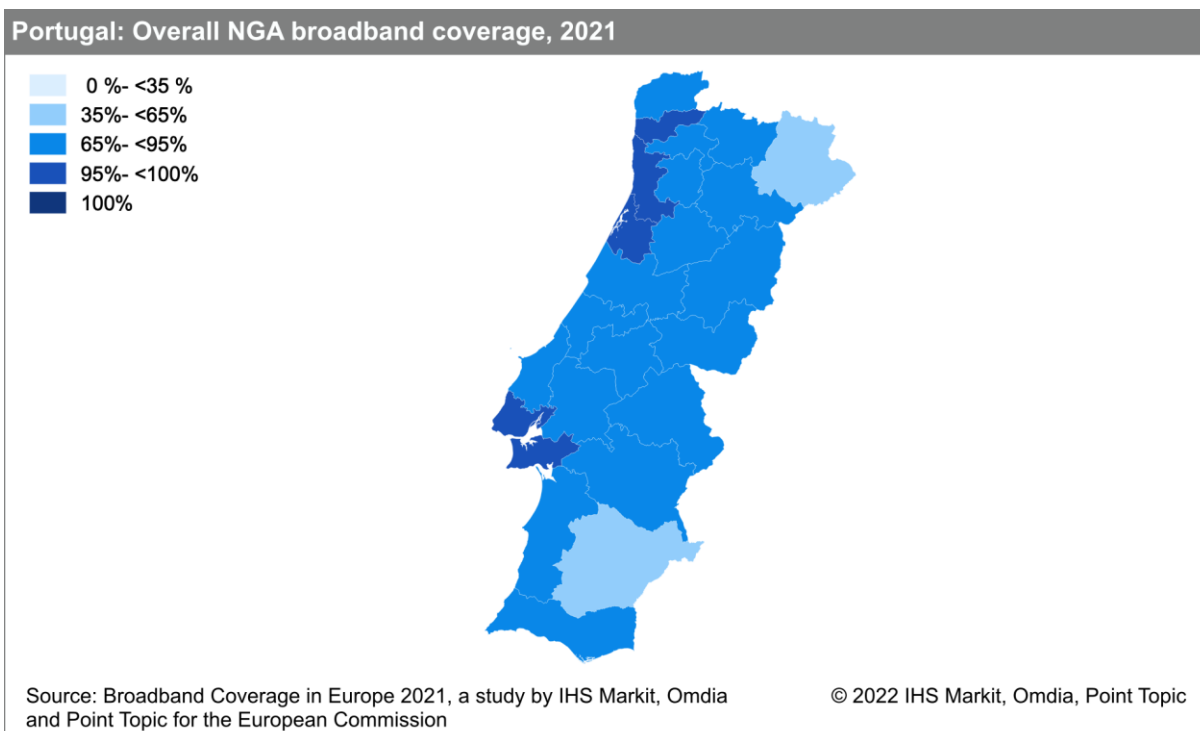 Portugal: Overall NGA broadband coverage, 2021
0 %- <35 %
35%- <65%
65%- <95%
95%- <100%
100%
Source: Broadband Coverage in Europe 2021, a study by IHS Markit, Omdia
and Point Topic for the European Commission
© 2022 IHS Markit, Omdia, Point Topic